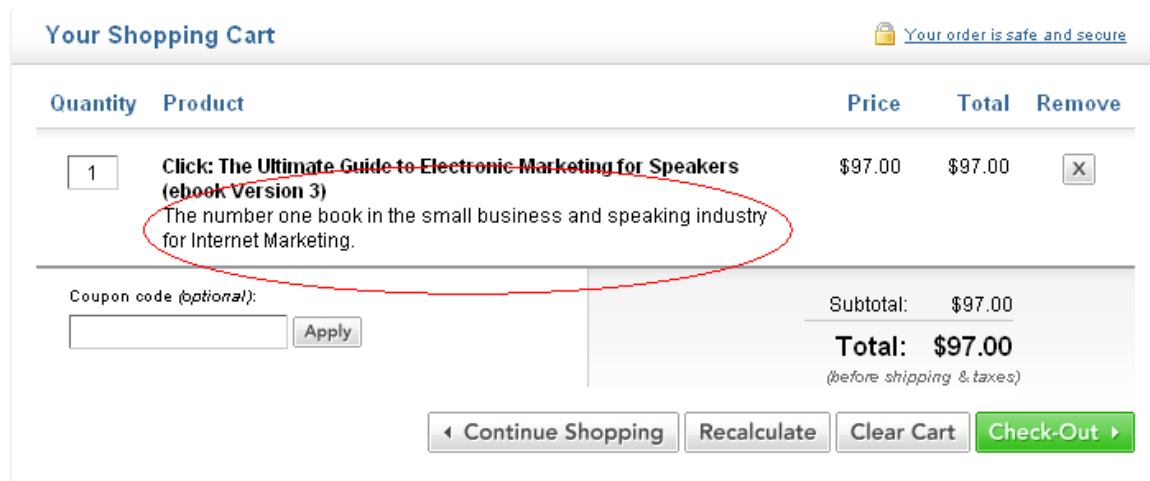 Your Shopping Cart
Your order is safe and secure
Quantity Product Price Total Remove
1 Click: The Ultimate Guide to Electronic Marketing for Speakers $97.00 $97.00 X
(ebook Version 3)
The number one book in the small business and speaking industry
for Internet Marketing.
Coupon code (optional):
Apply
Subtotal: $97.00
Total: $97.00
(before shipping & taxes)
Continue Shopping Recalculate Clear Cart Check-Out